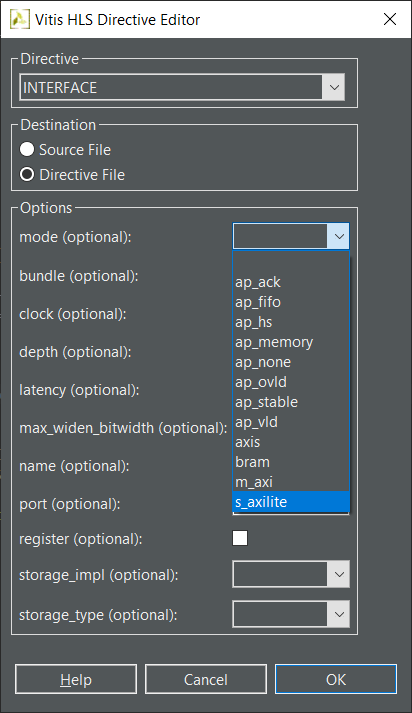 Vitis HLS Directive Editor
Directive
INTERFACE
Destination
Source File
Directive File
Options
mode (optional):
bundle (optional):
ap_ack
ap_fifo
clock (optional):
ap_hs
ap_memory
depth (optional):
ap_none
ap_ovld
latency (optional):
ap_stable
ap_vld
max_widen_bitwidth (optional):
axis
name (optional):
bram
m_axi
port (optional):
s_axilite
register (optional):
storage_impl (optional):
storage_type (optional):
Help
Cancel
OK